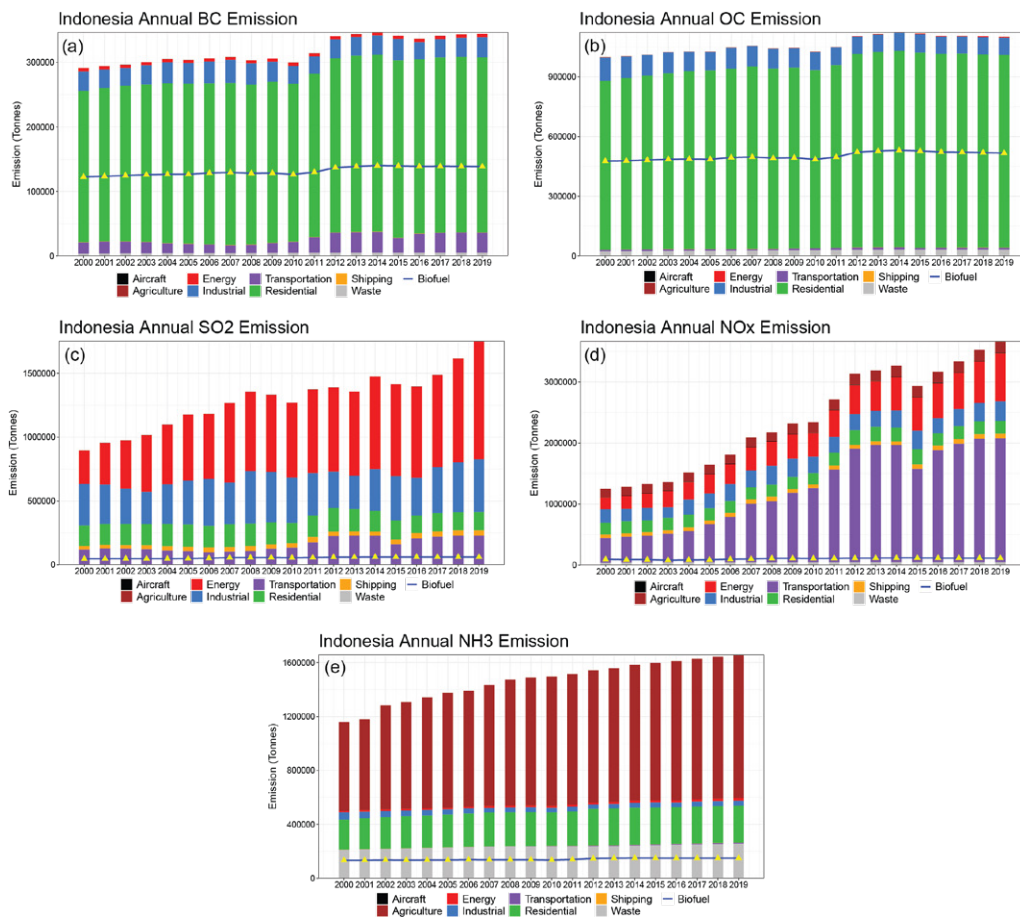 Indonesia Annual BC Emission
(a)
Emission (Tonnes)
300000
200000
100000
0
2000 2001 2002 2003 2004 2005 2006 2007 2008 2009 2010 2011 2012 2013 2014 2015 2016 2017 2018 2019
Aircraft Energy Transportation Shipping Biofuel
Agriculture Industrial Residential Waste
Indonesia Annual OC Emission
(b)
Emission (Tonnes)
900000
600000
300000
0
2000 2001 2002 2003 2004 2005 2006 2007 2008 2009 2010 2011 2012 2013 2014 2015 2016 2017 2018 2019
Aircraft Energy Transportation Shipping Biofuel
Agriculture Industrial Residential Waste
Indonesia Annual SO2 Emission
(c)
Emission (Tonnes)
1500000
1000000
500000
0
2000 2001 2002 2003 2004 2005 2006 2007 2008 2009 2010 2011 2012 2013 2014 2015 2016 2017 2018 2019
Aircraft Energy Transportation Shipping Biofuel
Agriculture Industrial Residential Waste
Indonesia Annual NOx Emission
(d)
Emission (Tonnes)
3000000
2000000
1000000
0
2000 2001 2002 2003 2004 2005 2006 2007 2008 2009 2010 2011 2012 2013 2014 2015 2016 2017 2018 2019
Aircraft Energy Transportation Shipping Biofuel
Agriculture Industrial Residential Waste
Indonesia Annual NH3 Emission
(e)
Emission (Tonnes)
1600000
1200000
800000
400000
0
2000 2001 2002 2003 2004 2005 2006 2007 2008 2009 2010 2011 2012 2013 2014 2015 2016 2017 2018 2019
Aircraft Energy Transportation Shipping Biofuel
Agriculture Industrial Residential Waste